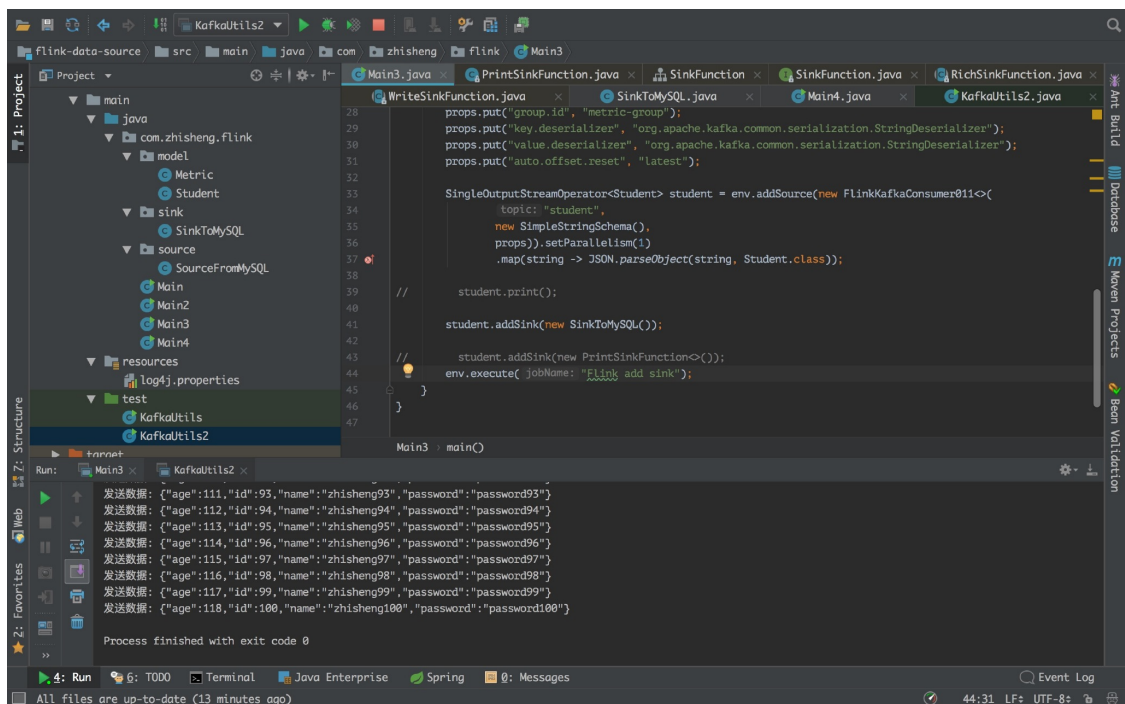 KafkaUtils2
flink-data-source src main java com zhisheng flink Main3
1: Project
Project
Main3.java PrintSinkFunction.java SinkFunction SinkFunction.java RichSinkFunction.java
WriteSinkFunction.java SinkToMySQL.java Main4.java KafkaUtils2.java
main
java
com.zhisheng.flink
model
Metric
Student
sink
SinkToMySQL
source
SourceFromMySQL
Main
Main2
Main3
Main4
resources
log4j.properties
test
KafkaUtils
KafkaUtils2
target
28 props.put("group.id", "metric-group");
29 props.put("key.deserializer", "org.apache.kafka.common.serialization.StringDeserializer");
30 props.put("value.deserializer", "org.apache.kafka.common.serialization.StringDeserializer");
31 props.put("auto.offset.reset", "latest");
32
33 SingleOutputStreamOperator<Student> student = env.addSource(new FlinkKafkaConsumer011<>(
34 topic: "student",
35 new SimpleStringSchema(),
36 props)).setParallelism(1)
37 .map(string -> JSON.parseObject(string, Student.class));
38
39 // student.print();
40
41 student.addSink(new SinkToMySQL());
42
43 // student.addSink(new PrintSinkFunction<>());
44 env.execute( jobName: "Flink add sink");
45 }
46 }
47
Main3 main()
Ant Build
Database
Maven Projects
Bean Validation
Z: Structure
Web
2: Favorites
Run: Main3 KafkaUtils2
发送数据: {"age":111,"id":93,"name":"zhisheng93","password":"password93"}
发送数据: {"age":112,"id":94,"name":"zhisheng94","password":"password94"}
发送数据: {"age":113,"id":95,"name":"zhisheng95","password":"password95"}
发送数据: {"age":114,"id":96,"name":"zhisheng96","password":"password96"}
发送数据: {"age":115,"id":97,"name":"zhisheng97","password":"password97"}
发送数据: {"age":116,"id":98,"name":"zhisheng98","password":"password98"}
发送数据: {"age":117,"id":99,"name":"zhisheng99","password":"password99"}
发送数据: {"age":118,"id":100,"name":"zhisheng100","password":"password100"}
Process finished with exit code 0
4: Run 6: TODO Terminal Java Enterprise Spring 0: Messages Event Log
All files are up-to-date (13 minutes ago) 44:31 LF UTF-8